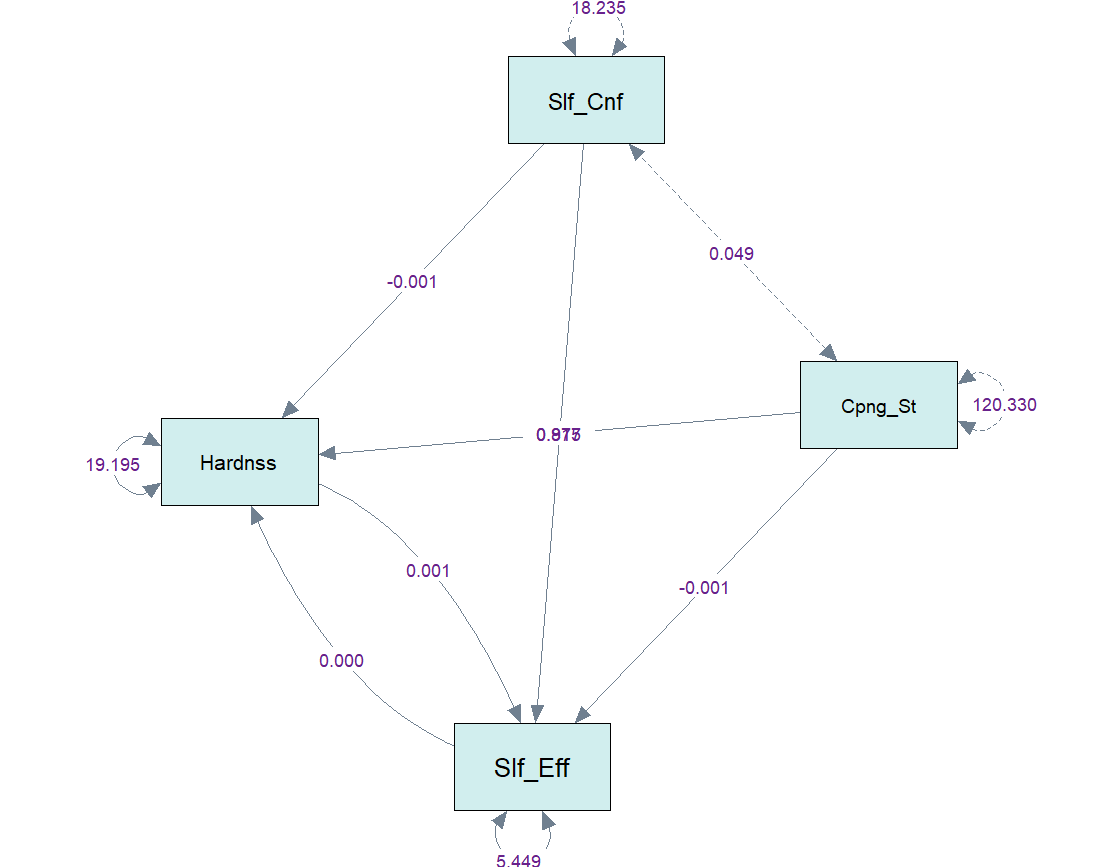 18.235
Slf_Cnf
0.049
-0.001
Cpng_St
120.330
Hardnss
19.195
0.001
-0.001
0.000
Slf_Eff
5.449